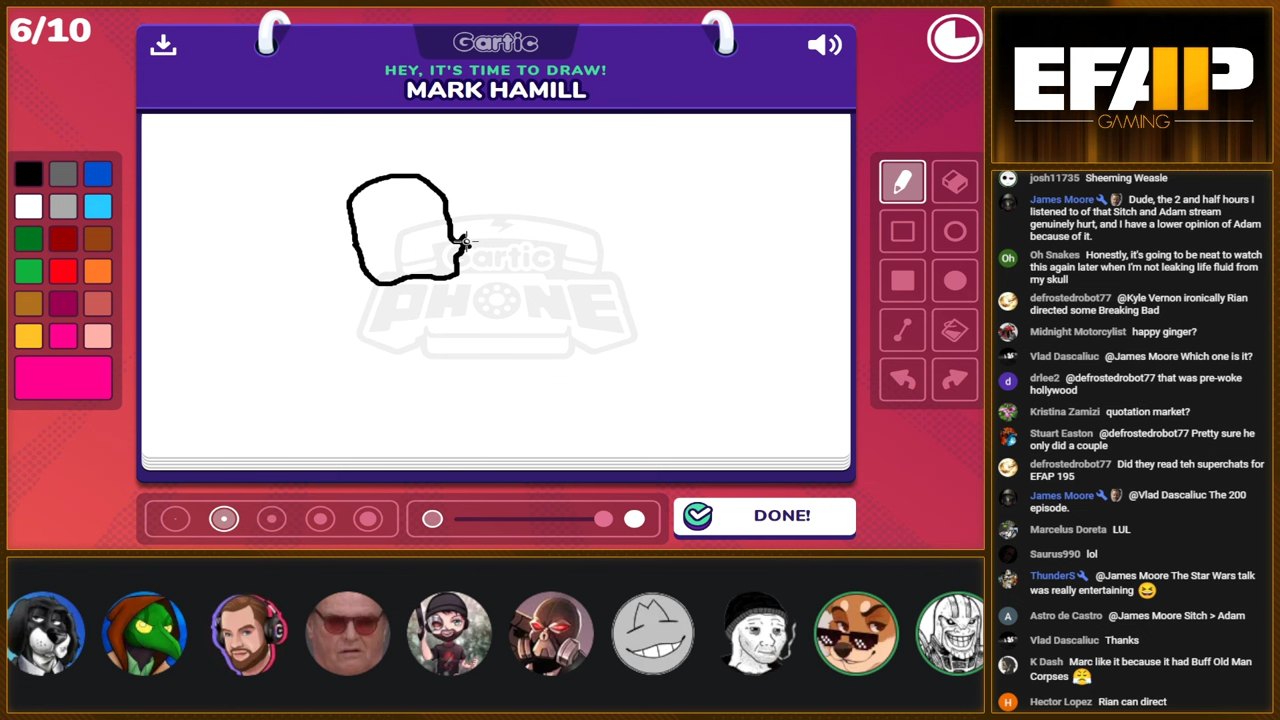 6/10
Gartic
HEY, IT'S TIME TO DRAW!
MARK HAMILL
Gartic
PHONE
DONE!
EFAP
GAMING
josh11735 Sheeming Weasle
James Moore Dude, the 2 and half hours I
listened to of that Sitch and Adam stream
genuinely hurt, and I have a lower opinion of Adam
because of it.
Oh Snakes Honestly, it's going to be neat to watch
this again later when I'm not leaking life fluid from
my skull
defrostedrobot77 @Kyle Vernon ironically Rian
directed some Breaking Bad
Midnight Motorcylist happy ginger?
Vlad Dascaliuc @James Moore Which one is it?
drlee2 @defrostedrobot77 that was pre-woke
hollywood
Kristina Zamizi quotation market?
Stuart Easton @defrostedrobot77 Pretty sure he
only did a couple
defrostedrobot77 Did they read teh superchats for
EFAP 195
James Moore @Vlad Dascaliuc The 200
episode.
Marcelus Doreta LUL
Saurus990 lol
ThunderS @James Moore The Star Wars talk
was really entertaining
Astro de Castro @James Moore Sitch > Adam
Vlad Dascaliuc Thanks
K Dash Marc like it because it had Buff Old Man
Corpses
Hector Lopez Rian can direct